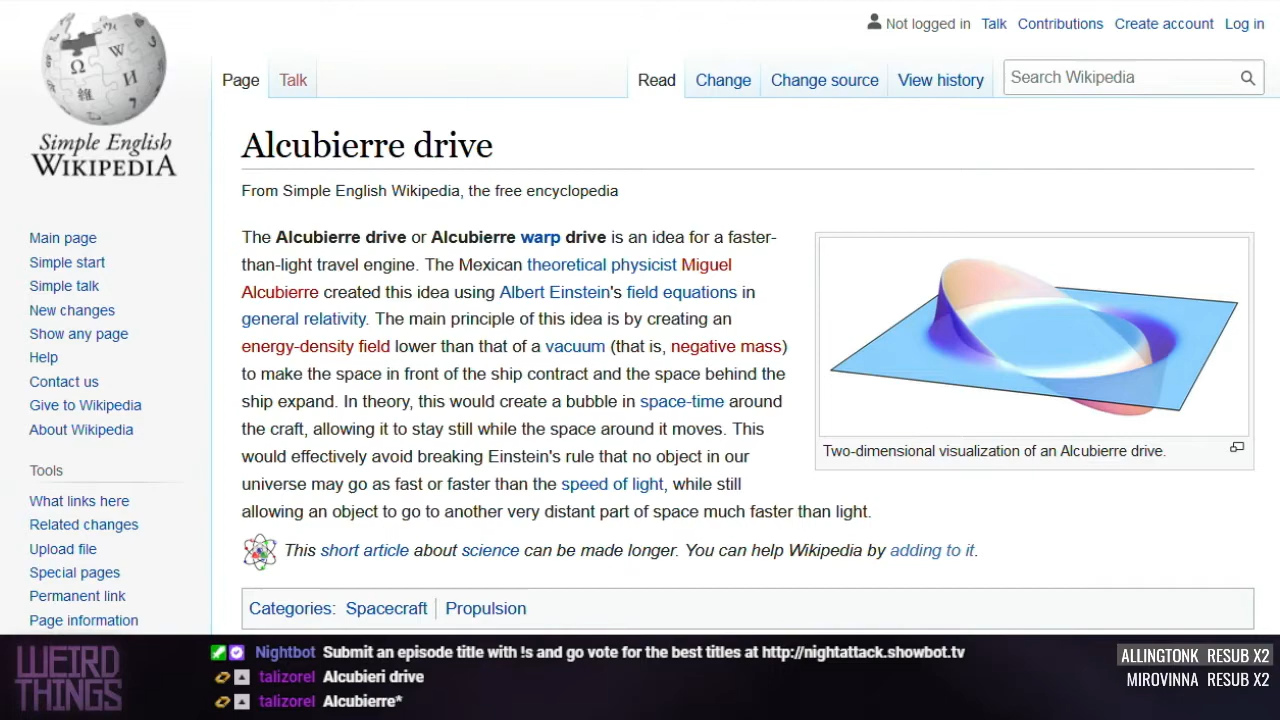 Not logged in Talk Contributions Create account Log in
Page Talk Read Change Change source View history Search Wikipedia
Simple English
WIKIPEDIA
Main page
Simple start
Simple talk
New changes
Show any page
Help
Contact us
Give to Wikipedia
About Wikipedia
Tools
What links here
Related changes
Upload file
Special pages
Permanent link
Page information
Alcubierre drive
From Simple English Wikipedia, the free encyclopedia
The Alcubierre drive or Alcubierre warp drive is an idea for a faster-
than-light travel engine. The Mexican theoretical physicist Miguel
Alcubierre created this idea using Albert Einstein's field equations in
general relativity. The main principle of this idea is by creating an
energy-density field lower than that of a vacuum (that is, negative mass)
to make the space in front of the ship contract and the space behind the
ship expand. In theory, this would create a bubble in space-time around
the craft, allowing it to stay still while the space around it moves. This
would effectively avoid breaking Einstein's rule that no object in our
universe may go as fast or faster than the speed of light, while still
allowing an object to go to another very distant part of space much faster than light.
Two-dimensional visualization of an Alcubierre drive.
This short article about science can be made longer. You can help Wikipedia by adding to it.
Categories: Spacecraft Propulsion
WEIRD
THINGS
Nightbot Submit an episode title with !s and go vote for the best titles at http://nightattack.showbot.tv
talizorel Alcubieri drive
talizorel Alcubierre*
ALLINGTONK RESUB X2
MIROVINNA RESUB X2